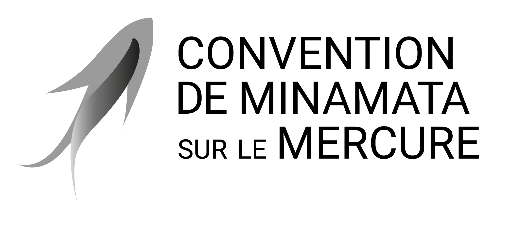 CONVENTION
DE MINAMATA
SUR LE MERCURE